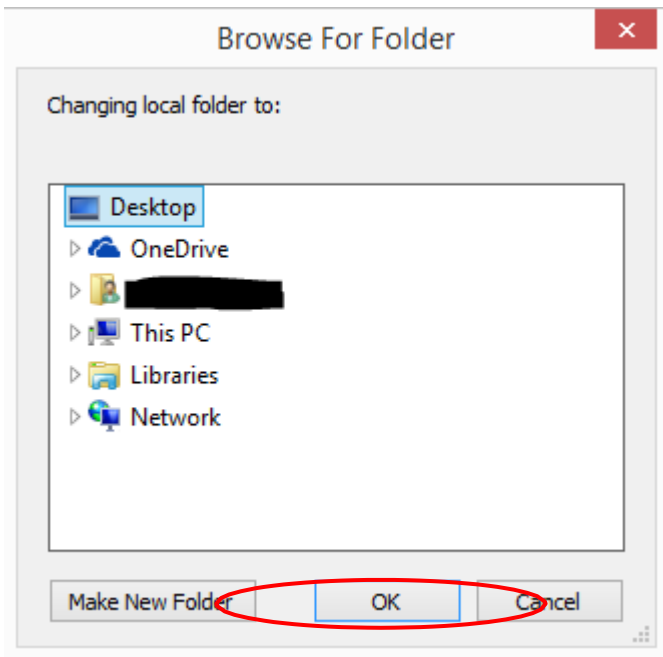 Browse For Folder
Changing local folder to:
Desktop
OneDrive
This PC
Libraries
Network
Make New Folder OK Cancel